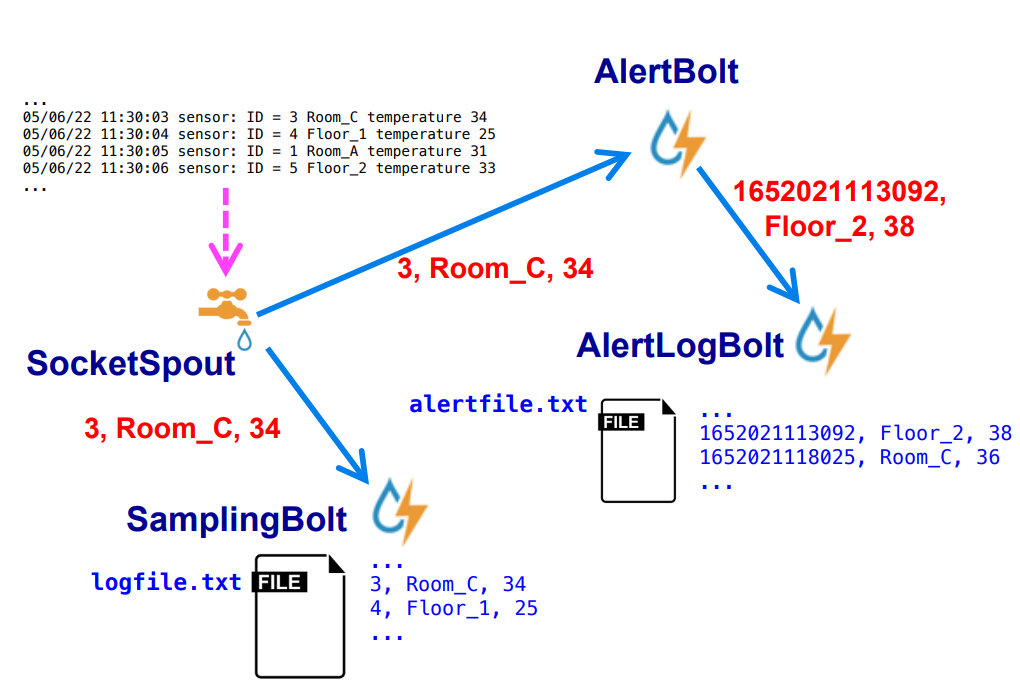 AlertBolt
...
05/06/22 11:30:03 sensor: ID = 3 Room_C temperature 34
05/06/22 11:30:04 sensor: ID = 4 Floor_1 temperature 25
05/06/22 11:30:05 sensor: ID = 1 Room_A temperature 31
05/06/22 11:30:06 sensor: ID = 5 Floor_2 temperature 33
...
1652021113092,
Floor_2, 38
3, Room_C, 34
SocketSpout
AlertLogBolt
3, Room_C, 34
alertfile.txt
FILE
...
1652021113092, Floor_2, 38
1652021118025, Room_C, 36
...
SamplingBolt
logfile.txt
FILE
...
3, Room_C, 34
4, Floor_1, 25
...